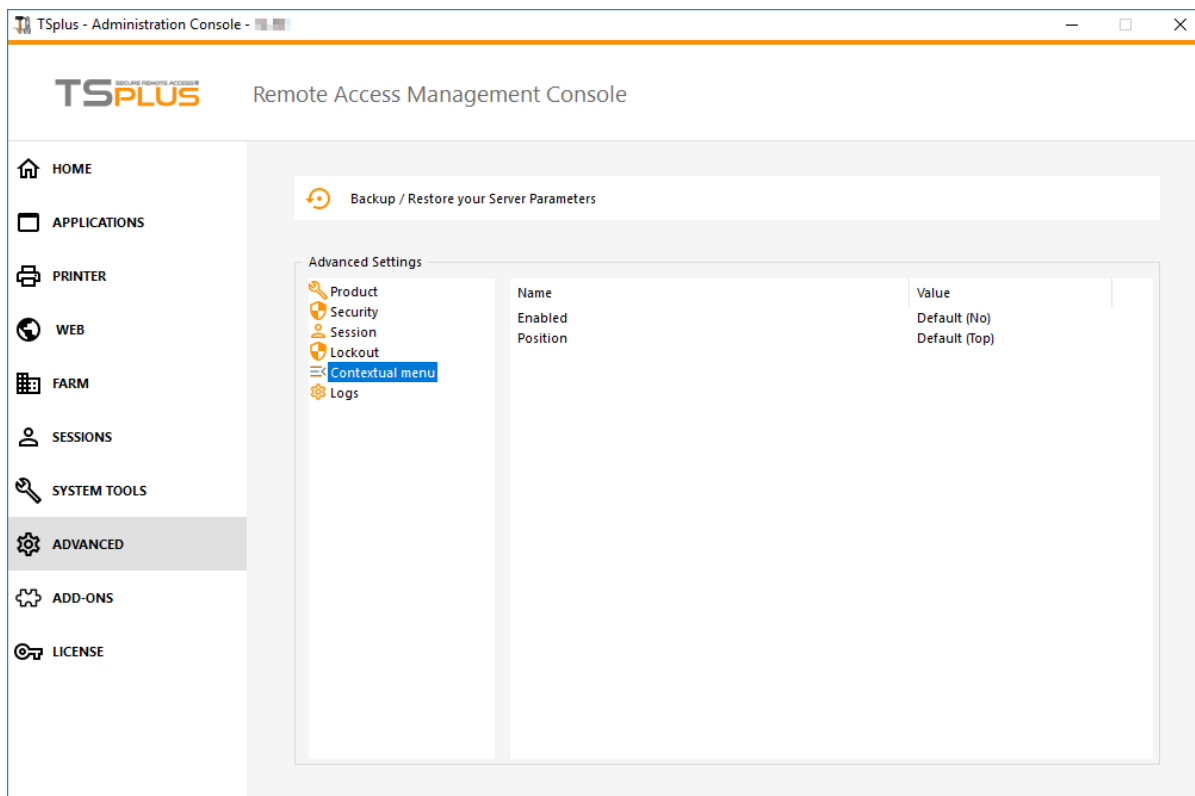 TSplus - Administration Console -
TSPLUS SECURE REMOTE ACCESS®
Remote Access Management Console
HOME
APPLICATIONS
PRINTER
WEB
FARM
SESSIONS
SYSTEM TOOLS
ADVANCED
ADD-ONS
LICENSE
Backup / Restore your Server Parameters
Advanced Settings
Product
Security
Session
Lockout
Contextual menu
Logs
Name Value
Enabled Default (No)
Position Default (Top)